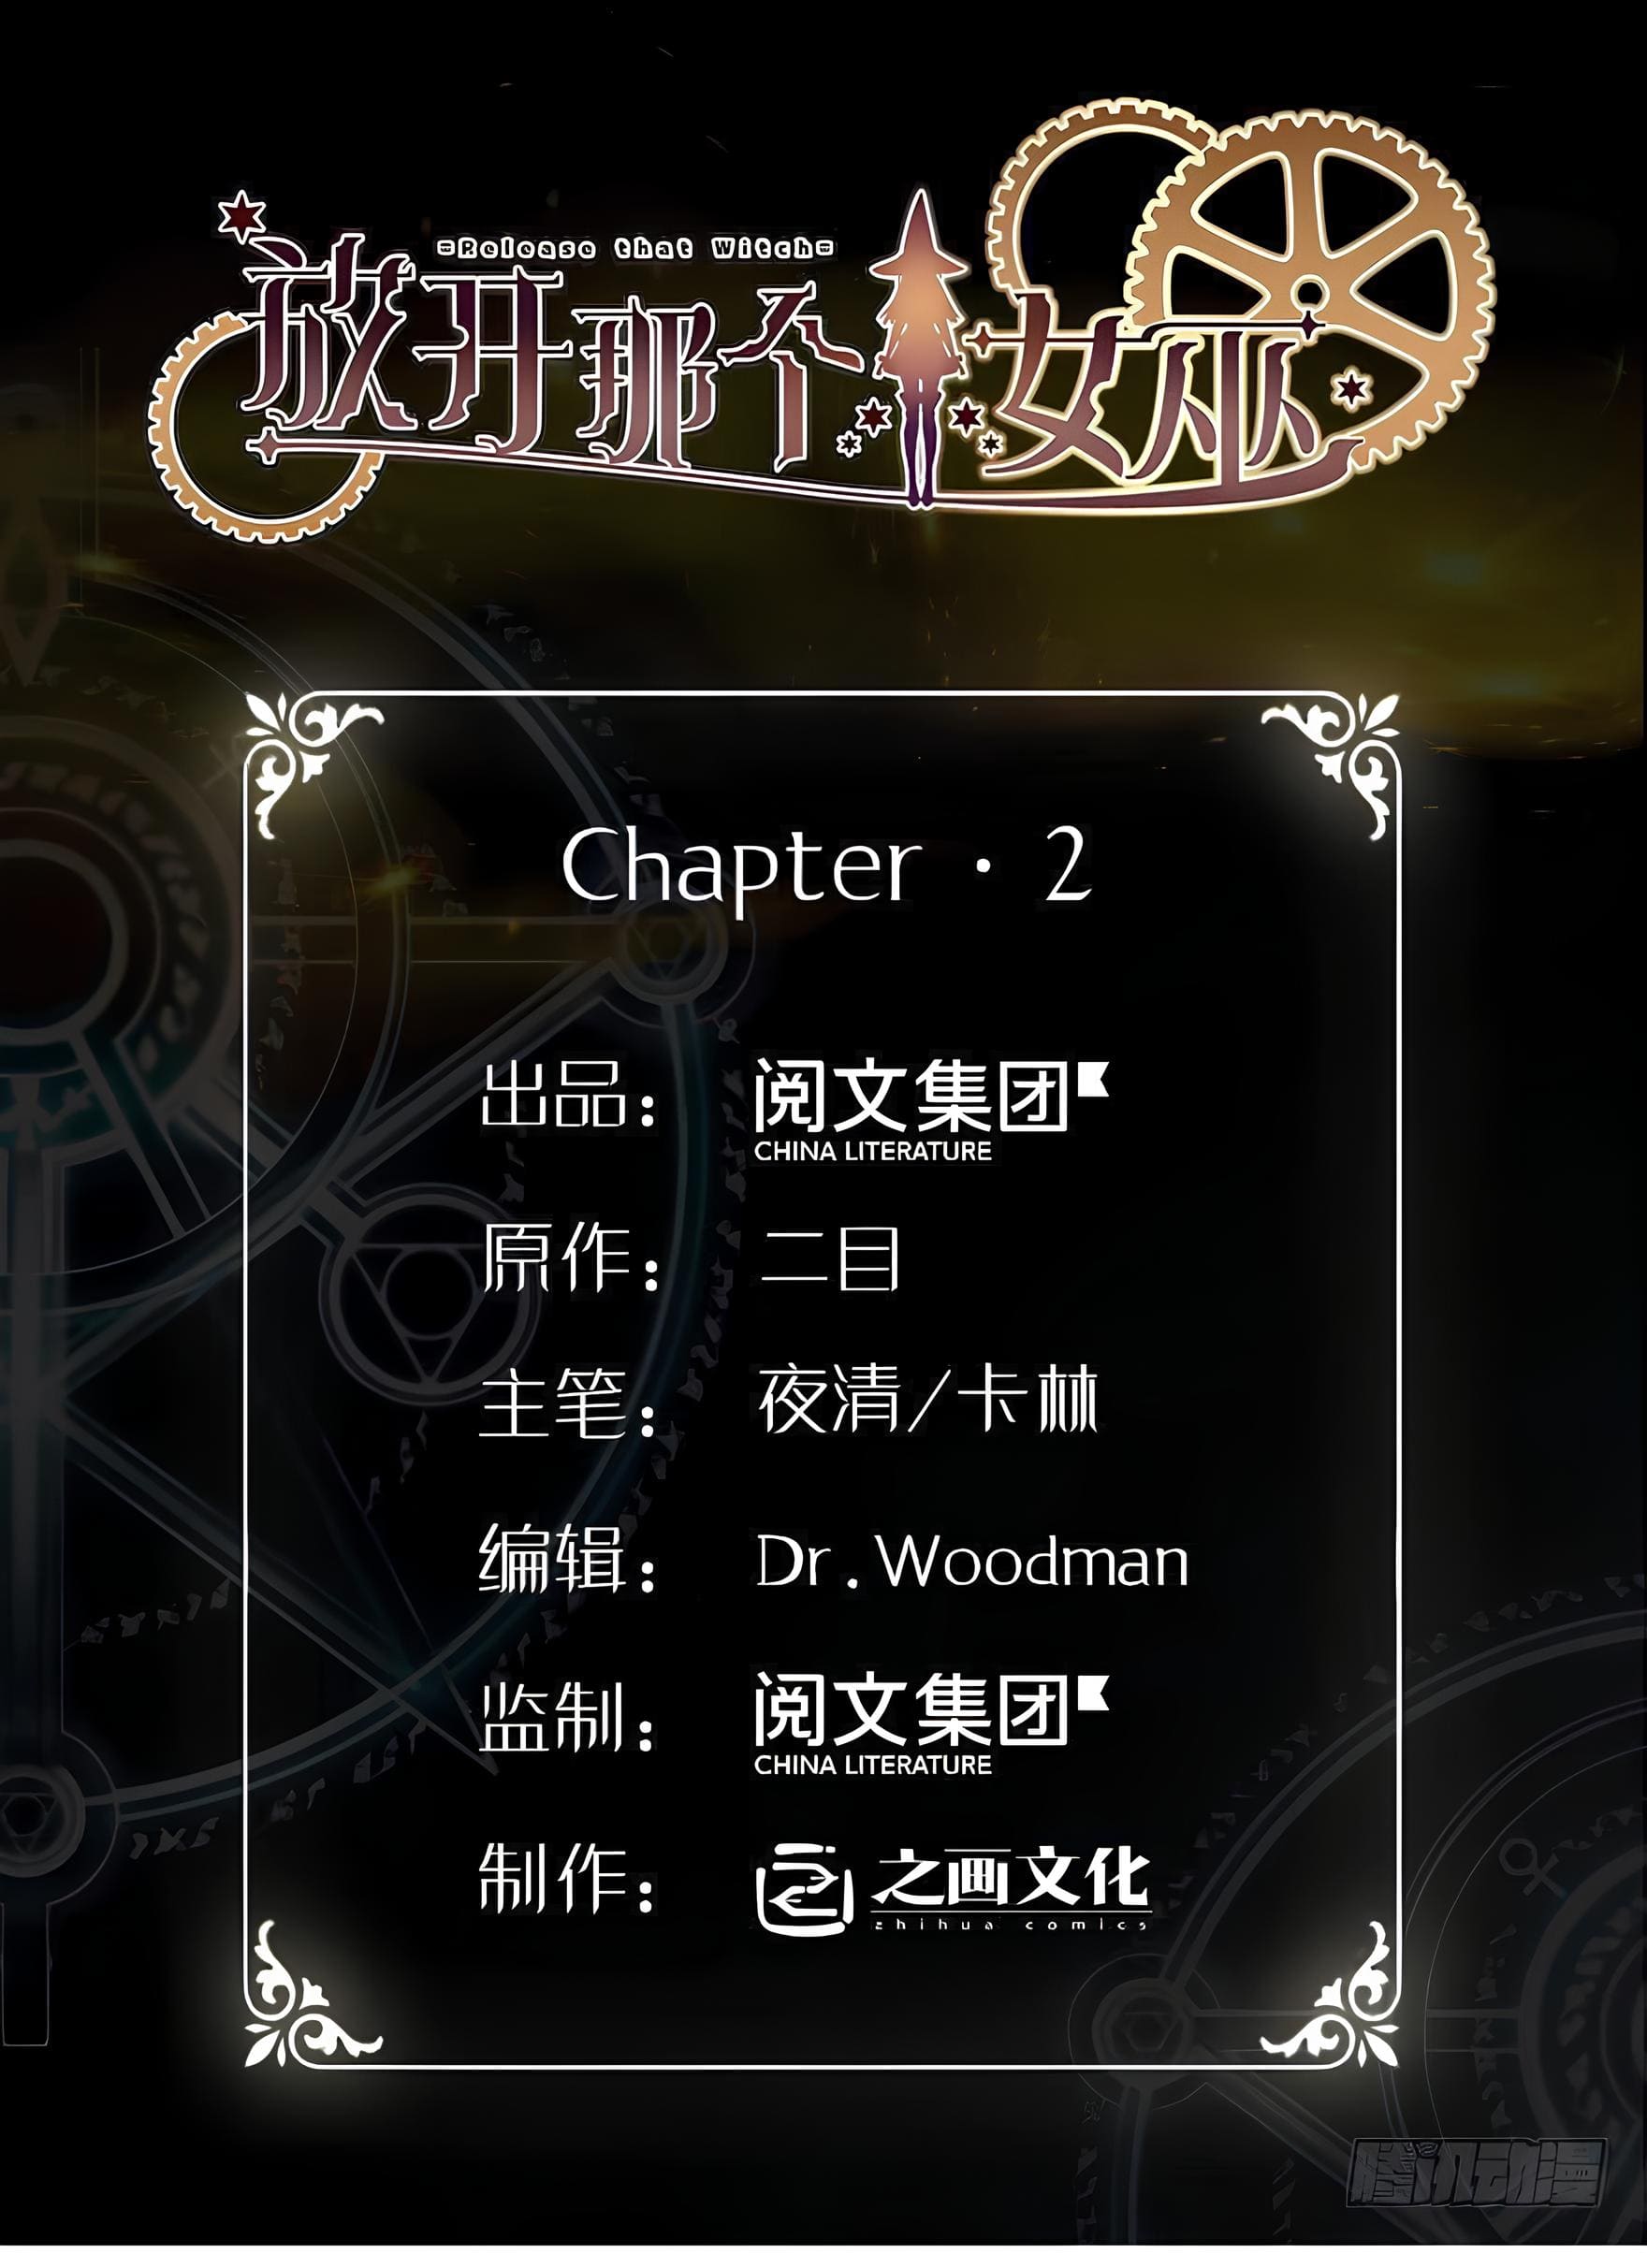 =Release that Witch=
放开那个女巫
Chapter · 2
出品： 阅文集团
CHINA LITERATURE
原作： 二目
主笔： 夜清/卡林
编辑： Dr.Woodman
监制： 阅文集团
CHINA LITERATURE
制作： 之画文化
zhihua comics
腾讯动漫